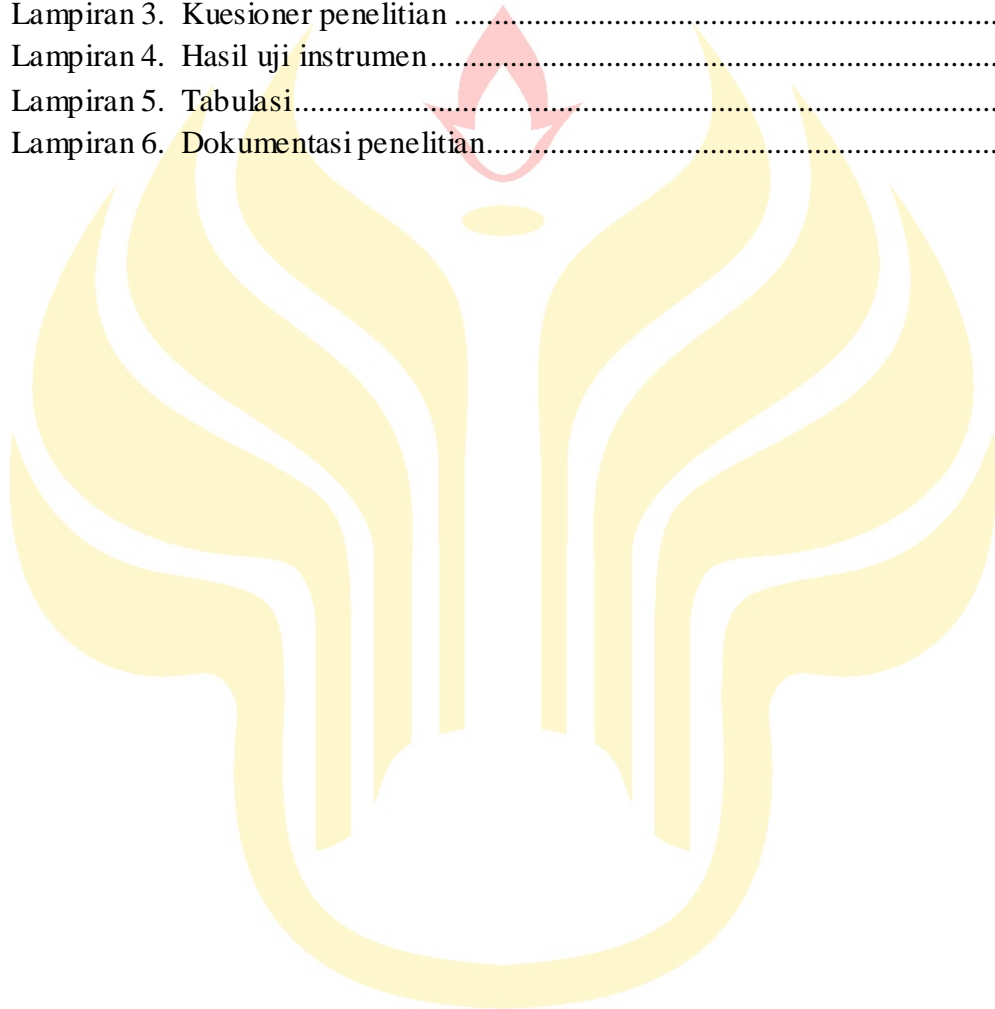 Lampiran 3. Kuesioner penelitian ....................................................................................
Lampiran 4. Hasil uji instrumen........................................................................................
Lampiran 5. Tabulasi...........................................................................................................
Lampiran 6. Dokumentasi penelitian................................................................................